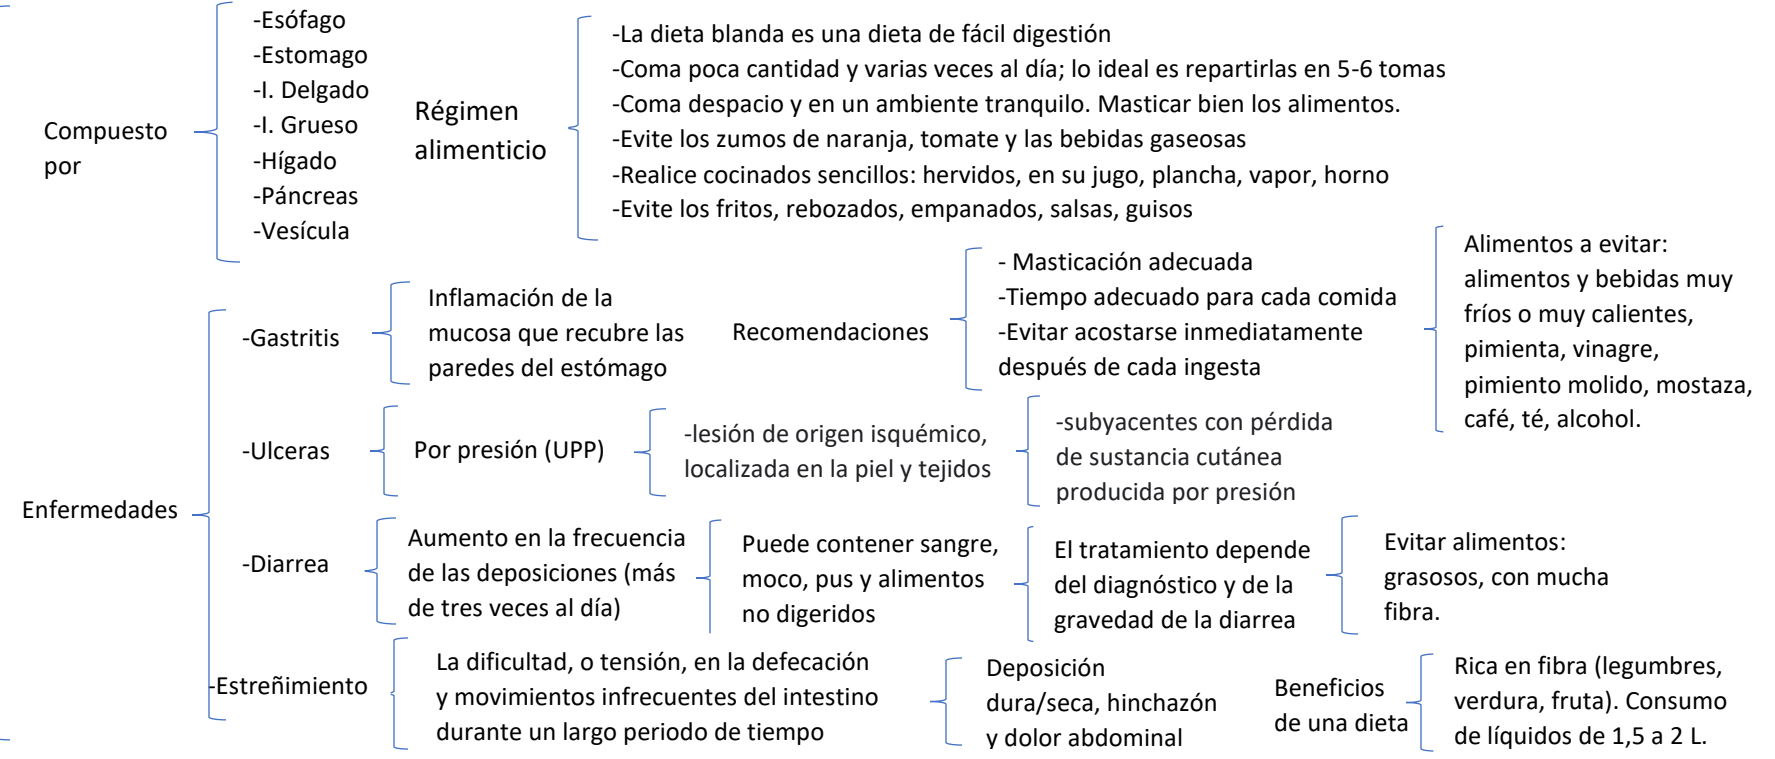 Compuesto
por
-Esófago
-Estomago
-I. Delgado
-I. Grueso
-Hígado
-Páncreas
-Vesícula
Régimen
alimenticio
-La dieta blanda es una dieta de fácil digestión
-Coma poca cantidad y varias veces al día; lo ideal es repartirlas en 5-6 tomas
-Coma despacio y en un ambiente tranquilo. Masticar bien los alimentos.
-Evite los zumos de naranja, tomate y las bebidas gaseosas
-Realice cocinados sencillos: hervidos, en su jugo, plancha, vapor, horno
-Evite los fritos, rebozados, empanados, salsas, guisos
Enfermedades
-Gastritis
Inflamación de la
mucosa que recubre las
paredes del estómago
Recomendaciones
- Masticación adecuada
-Tiempo adecuado para cada comida
-Evitar acostarse inmediatamente
después de cada ingesta
Alimentos a evitar:
alimentos y bebidas muy
fríos o muy calientes,
pimienta, vinagre,
pimiento molido, mostaza,
café, té, alcohol.
-Ulceras
Por presión (UPP)
-lesión de origen isquémico,
localizada en la piel y tejidos
-subyacentes con pérdida
de sustancia cutánea
producida por presión
-Diarrea
Aumento en la frecuencia
de las deposiciones (más
de tres veces al día)
Puede contener sangre,
moco, pus y alimentos
no digeridos
El tratamiento depende
del diagnóstico y de la
gravedad de la diarrea
Evitar alimentos:
grasosos, con mucha
fibra.
-Estreñimiento
La dificultad, o tensión, en la defecación
y movimientos infrecuentes del intestino
durante un largo periodo de tiempo
Deposición
dura/seca, hinchazón
y dolor abdominal
Beneficios
de una dieta
Rica en fibra (legumbres,
verdura, fruta). Consumo
de líquidos de 1,5 a 2 L.